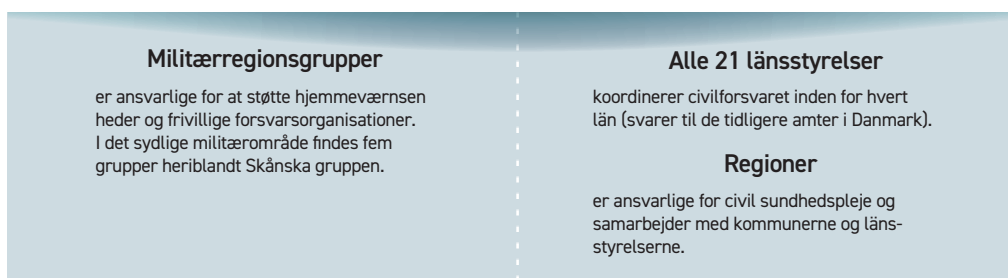 Militærregionsgrupper
er ansvarlige for at støtte hjemmeværnsen
heder og frivillige forsvarsorganisationer.
I det sydlige militærområde findes fem
grupper heriblandt Skånska gruppen.
Alle 21 länsstyrelser
koordinerer civilforsvaret inden for hvert
län (svarer til de tidligere amter i Danmark).
Regioner
er ansvarlige for civil sundhedspleje og
samarbejder med kommunerne og läns-
styrelserne.